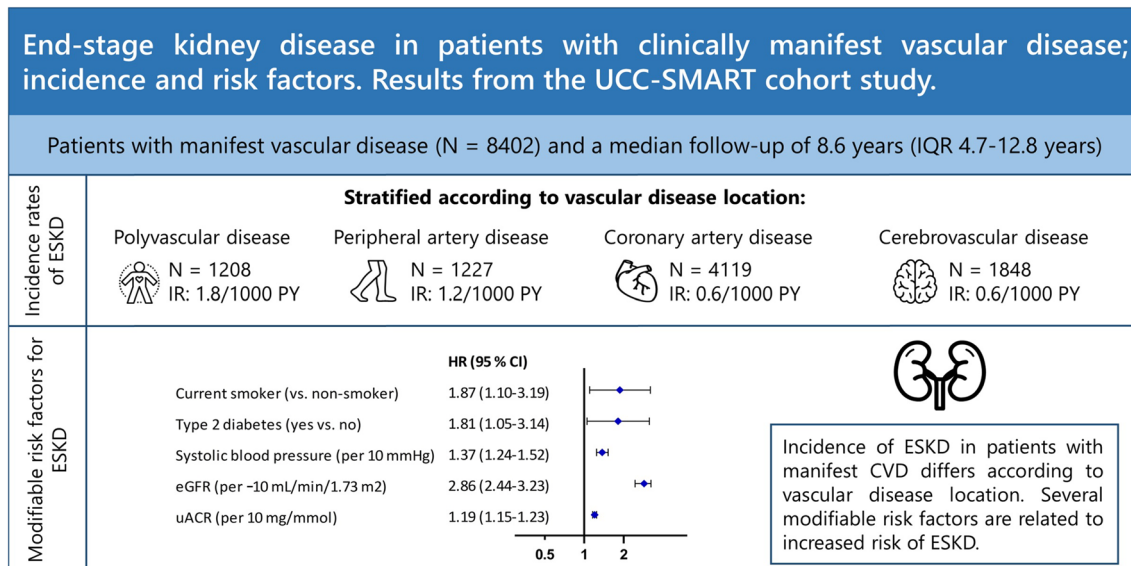 End-stage kidney disease in patients with clinically manifest vascular disease;
incidence and risk factors. Results from the UCC-SMART cohort study.
Patients with manifest vascular disease (N = 8402) and a median follow-up of 8.6 years (IQR 4.7-12.8 years)
Incidence rates
of ESKD
Stratified according to vascular disease location:
Polyvascular disease
N = 1208
IR: 1.8/1000 PY
Peripheral artery disease
N = 1227
IR: 1.2/1000 PY
Coronary artery disease
N = 4119
IR: 0.6/1000 PY
Cerebrovascular disease
N = 1848
IR: 0.6/1000 PY
Modifiable risk factors for
ESKD
HR (95 % CI)
Current smoker (vs. non-smoker) 1.87 (1.10-3.19)
Type 2 diabetes (yes vs. no) 1.81 (1.05-3.14)
Systolic blood pressure (per 10 mmHg) 1.37 (1.24-1.52)
eGFR (per −10 mL/min/1.73 m2) 2.86 (2.44-3.23)
uACR (per 10 mg/mmol) 1.19 (1.15-1.23)
0.5 1 2
Incidence of ESKD in patients with
manifest CVD differs according to
vascular disease location. Several
modifiable risk factors are related to
increased risk of ESKD.